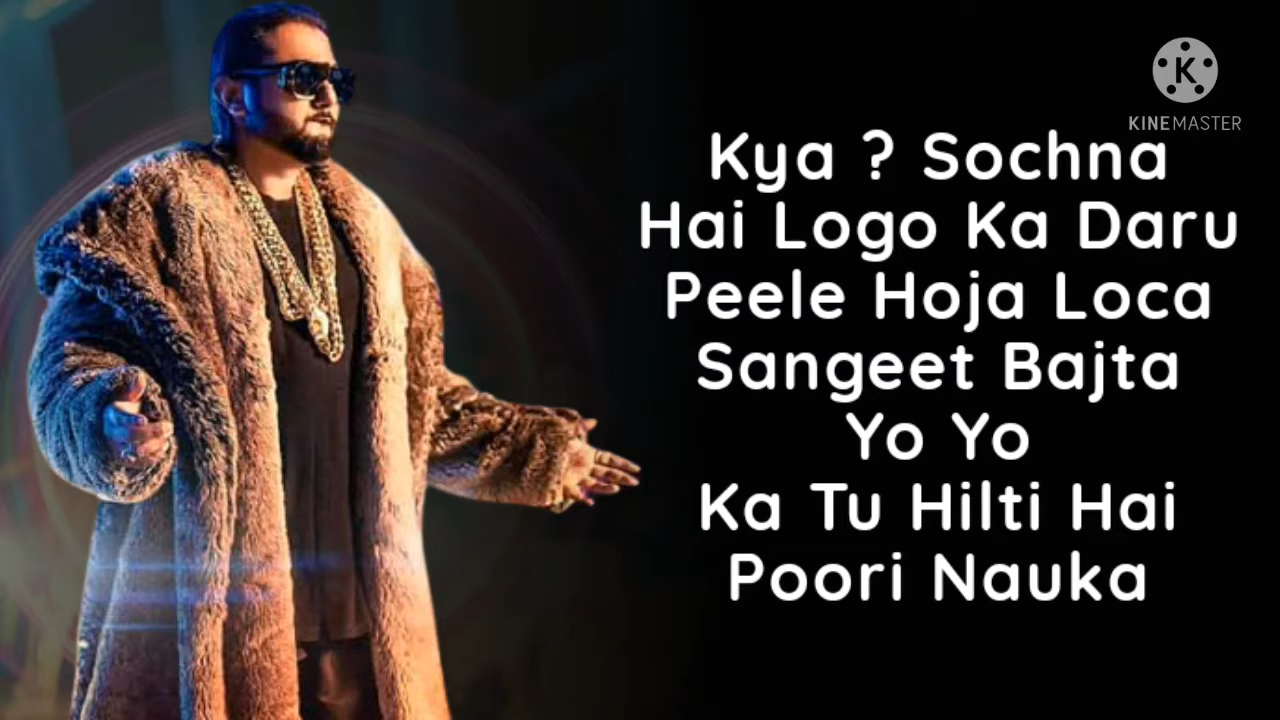 K
KINEMASTER
Kya ? Sochna
Hai Logo Ka Daru
Peele Hoja Loca
Sangeet Bajta
Yo Yo
Ka Tu Hilti Hai
Poori Nauka